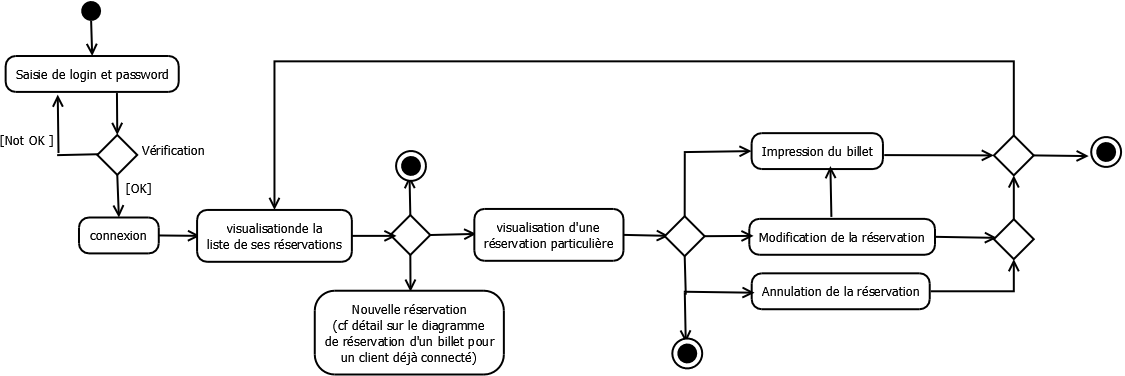 Saisie de login et password
[Not OK ]
Vérification
[OK]
connexion
visualisationde la
liste de ses réservations
Nouvelle réservation
(cf détail sur le diagramme
de réservation d'un billet pour
un client déjà connecté)
visualisation d'une
réservation particulière
Impression du billet
Modification de la réservation
Annulation de la réservation